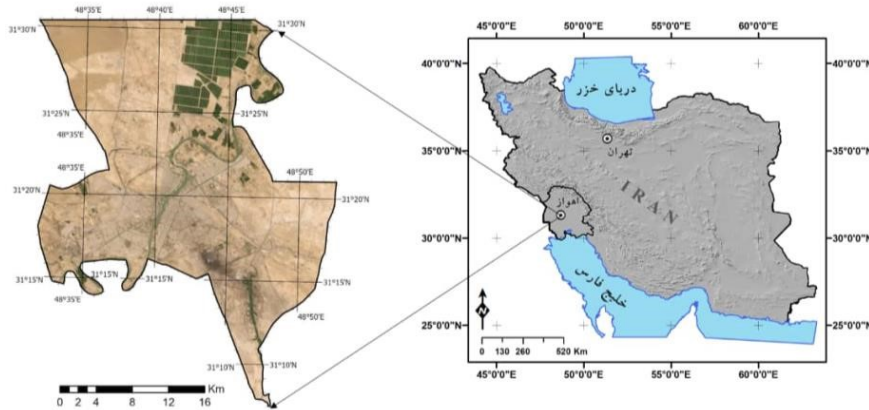 48°35'E 48°40'E 48°45'E
31°30'N
31°30'N
31°25'N
31°25'N
48°35'E
48°35'E
48°50'E
31°20'N
31°20'N
31°15'N
31°15'N
31°15'N
48°35'E
48°50'E
31°10'N
31°10'N
0 2 4 8 12 16 Km
45°0'0"E 50°0'0"E 55°0'0"E 60°0'0"E
40°0'0"N
40°0'0"N
دریای خزر
35°0'0"N
35°0'0"N
تهران
IRAN
اهواز
30°0'0"N
30°0'0"N
خلیج فارس
N
25°0'0"N
25°0'0"N
0 130 260 520 Km
45°0'0"E 50°0'0"E 55°0'0"E 60°0'0"E